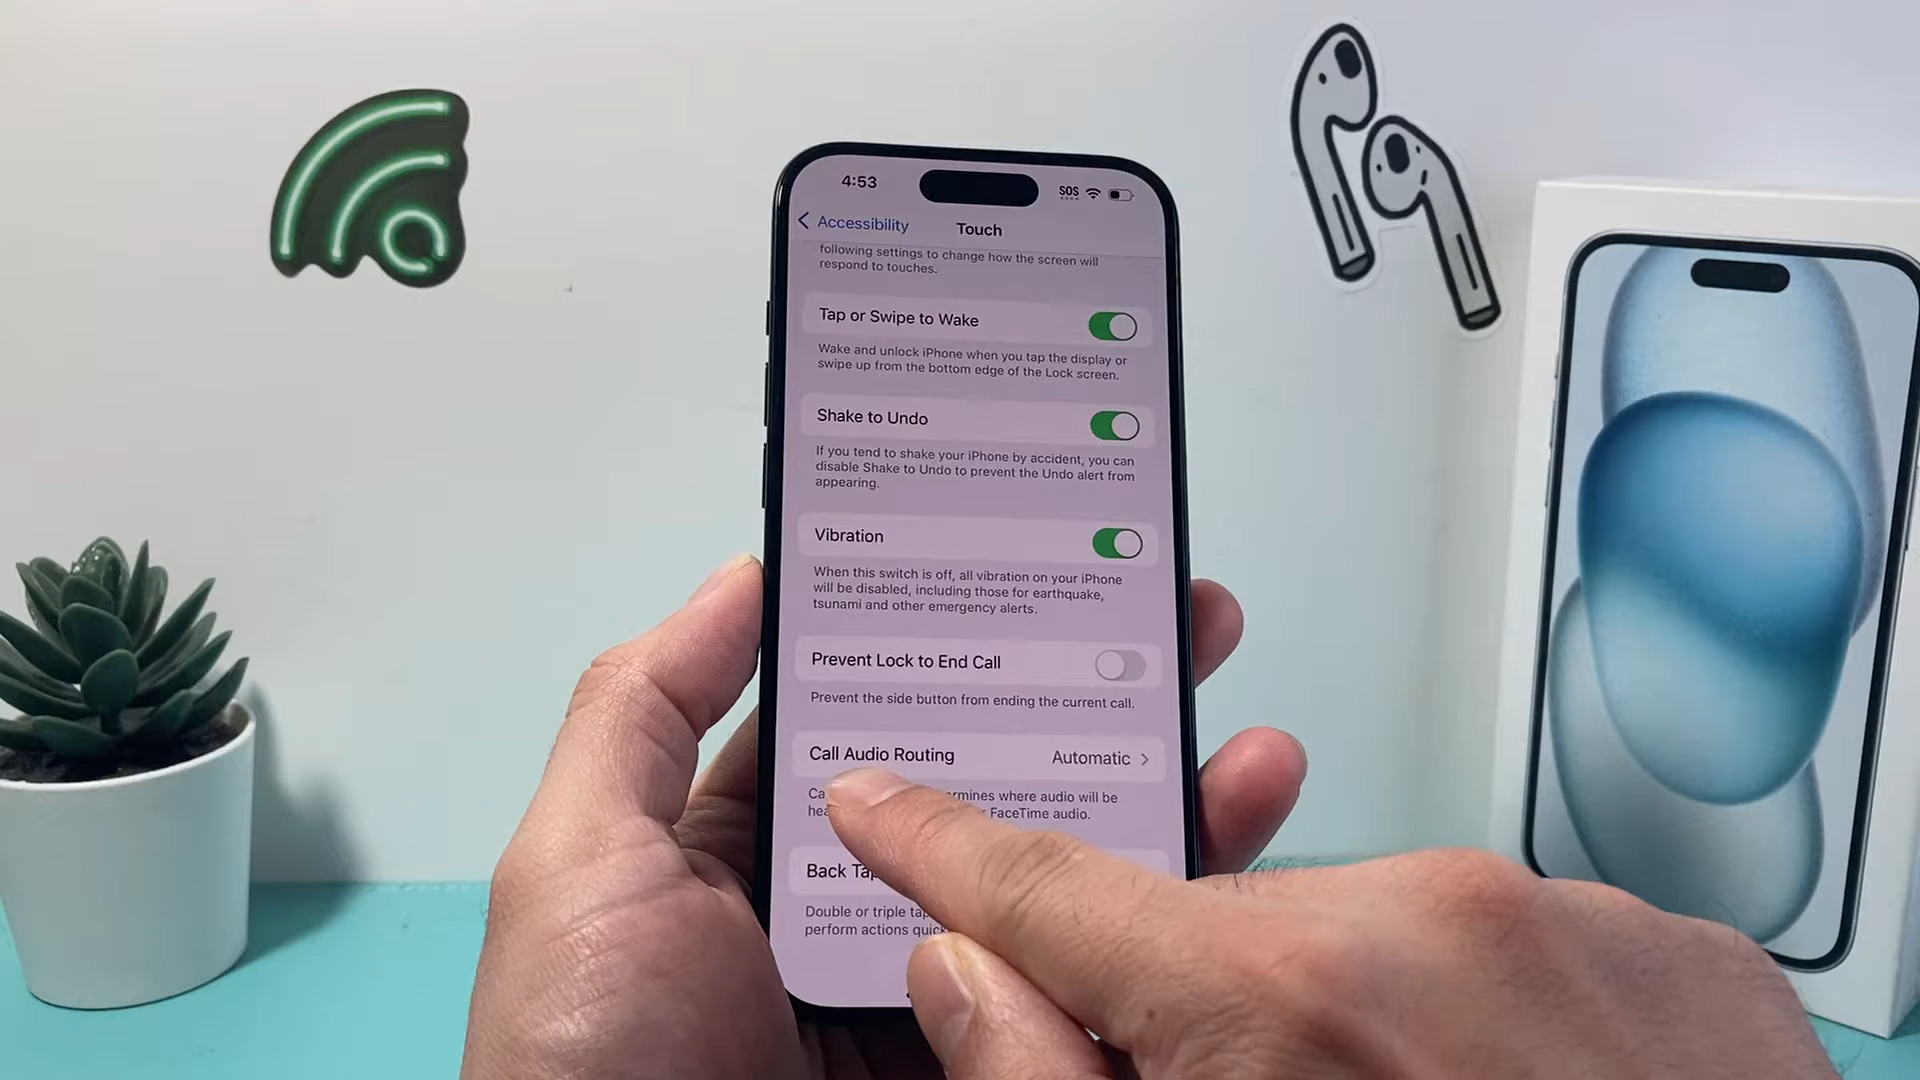 4:53
SOS
Accessibility
Touch
following settings to change how the screen will
respond to touches.
Tap or Swipe to Wake
Wake and unlock iPhone when you tap the display or
swipe up from the bottom edge of the Lock screen.
Shake to Undo
If you tend to shake your iPhone by accident, you can
disable Shake to Undo to prevent the Undo alert from
appearing.
Vibration
When this switch is off, all vibration on your iPhone
will be disabled, including those for earthquake,
tsunami and other emergency alerts.
Prevent Lock to End Call
Prevent the side button from ending the current call.
Call Audio Routing
Automatic
be
audio will
FaceTime audio.
Back
Double or triple
perform actions